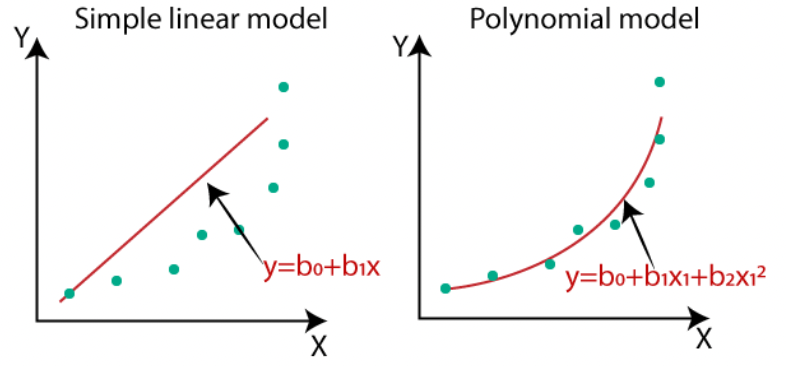 Simple linear model
Y
y=b₀+b₁x
X
Polynomial model
Y
y=b₀+b₁x₁+b₂x₁²
X